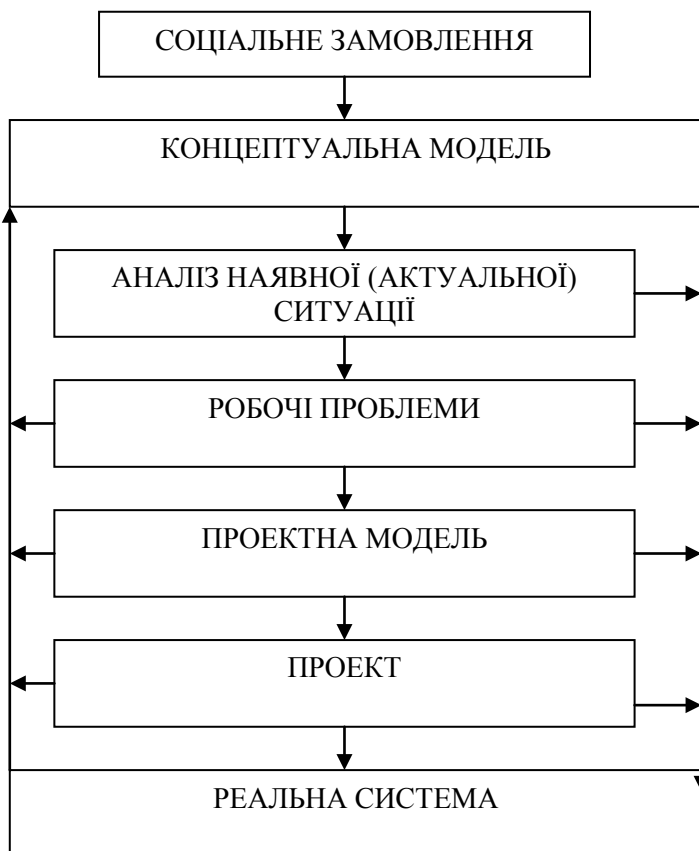 СОЦІАЛЬНЕ ЗАМОВЛЕННЯ
КОНЦЕПТУАЛЬНА МОДЕЛЬ
АНАЛІЗ НАЯВНОЇ (АКТУАЛЬНОЇ)
СИТУАЦІЇ
РОБОЧІ ПРОБЛЕМИ
ПРОЕКТНА МОДЕЛЬ
ПРОЕКТ
РЕАЛЬНА СИСТЕМА